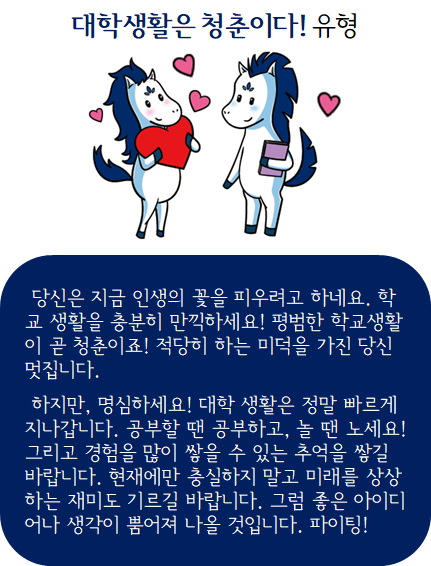 대학생활은 청춘이다! 유형
당신은 지금 인생의 꽃을 피우려고 하네요. 학
교 생활을 충분히 만끽하세요! 평범한 학교생활
이 곧 청춘이죠! 적당히 하는 미덕을 가진 당신
멋집니다.
하지만, 명심하세요! 대학 생활은 정말 빠르게
지나갑니다. 공부할 땐 공부하고, 놀 땐 노세요!
그리고 경험을 많이 쌓을 수 있는 추억을 쌓길
바랍니다. 현재에만 충실하지 말고 미래를 상상
하는 재미도 기르길 바랍니다. 그럼 좋은 아이디
어나 생각이 뿜어져 나올 것입니다. 파이팅!